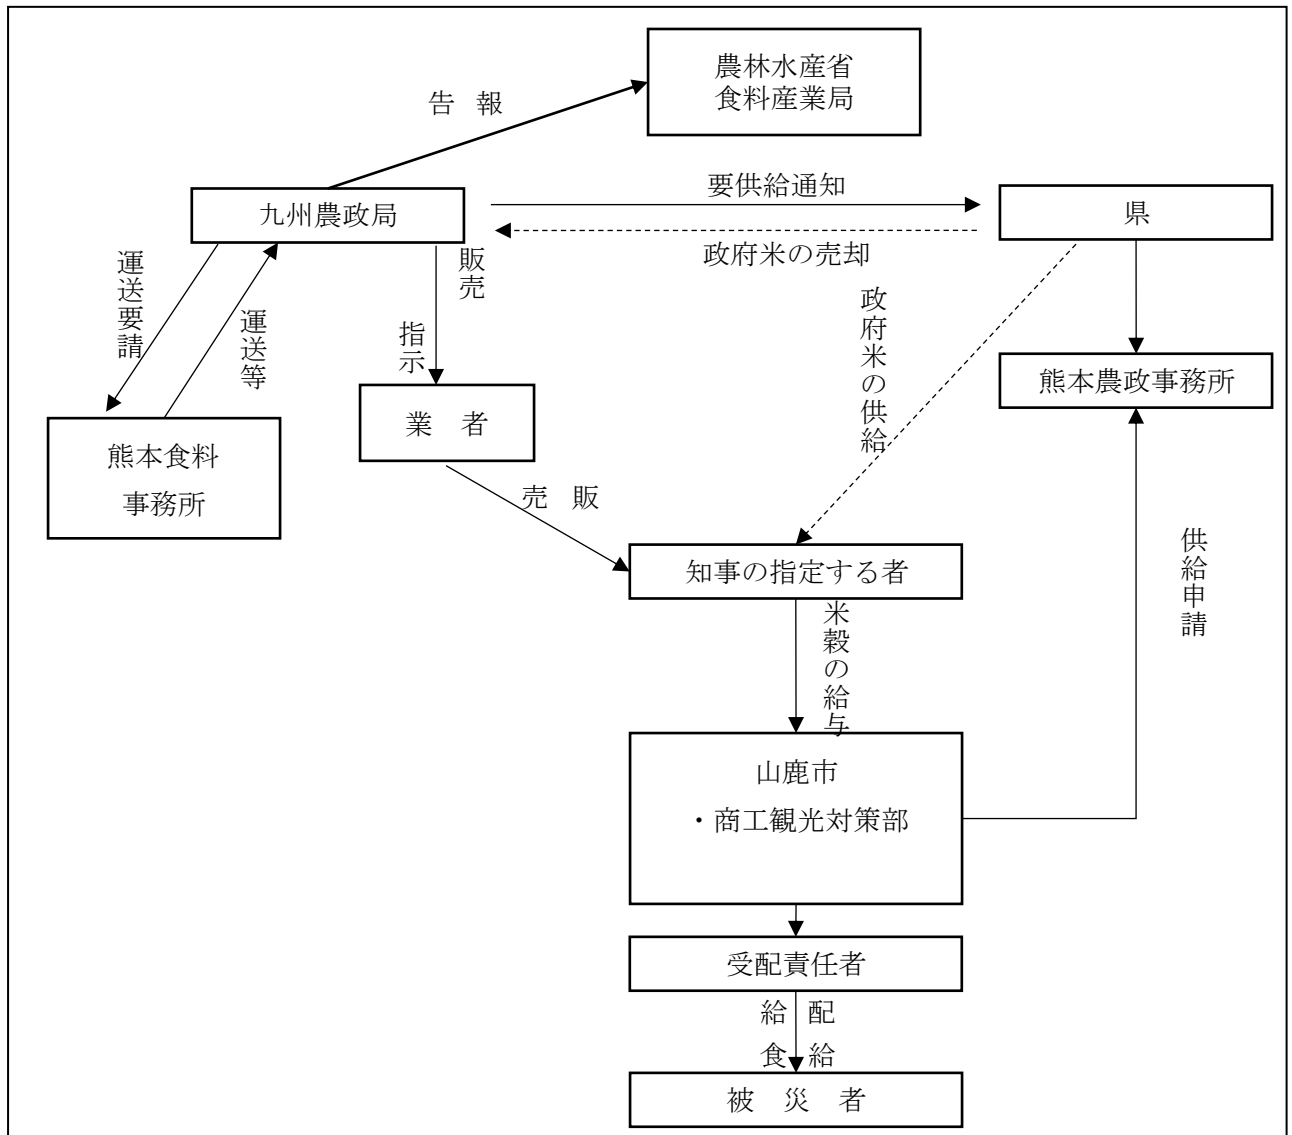 農林水産省
食料産業局
告 報
九州農政局
要供給通知
県
政府米の売却
運送要請
運送等
販売
指示
政府米の供給
熊本農政事務所
業 者
熊本食料
事務所
売 販
知事の指定する者
供給申請
米穀の給与
山鹿市
・商工観光対策部
受配責任者
給 配
食 給
被 災 者